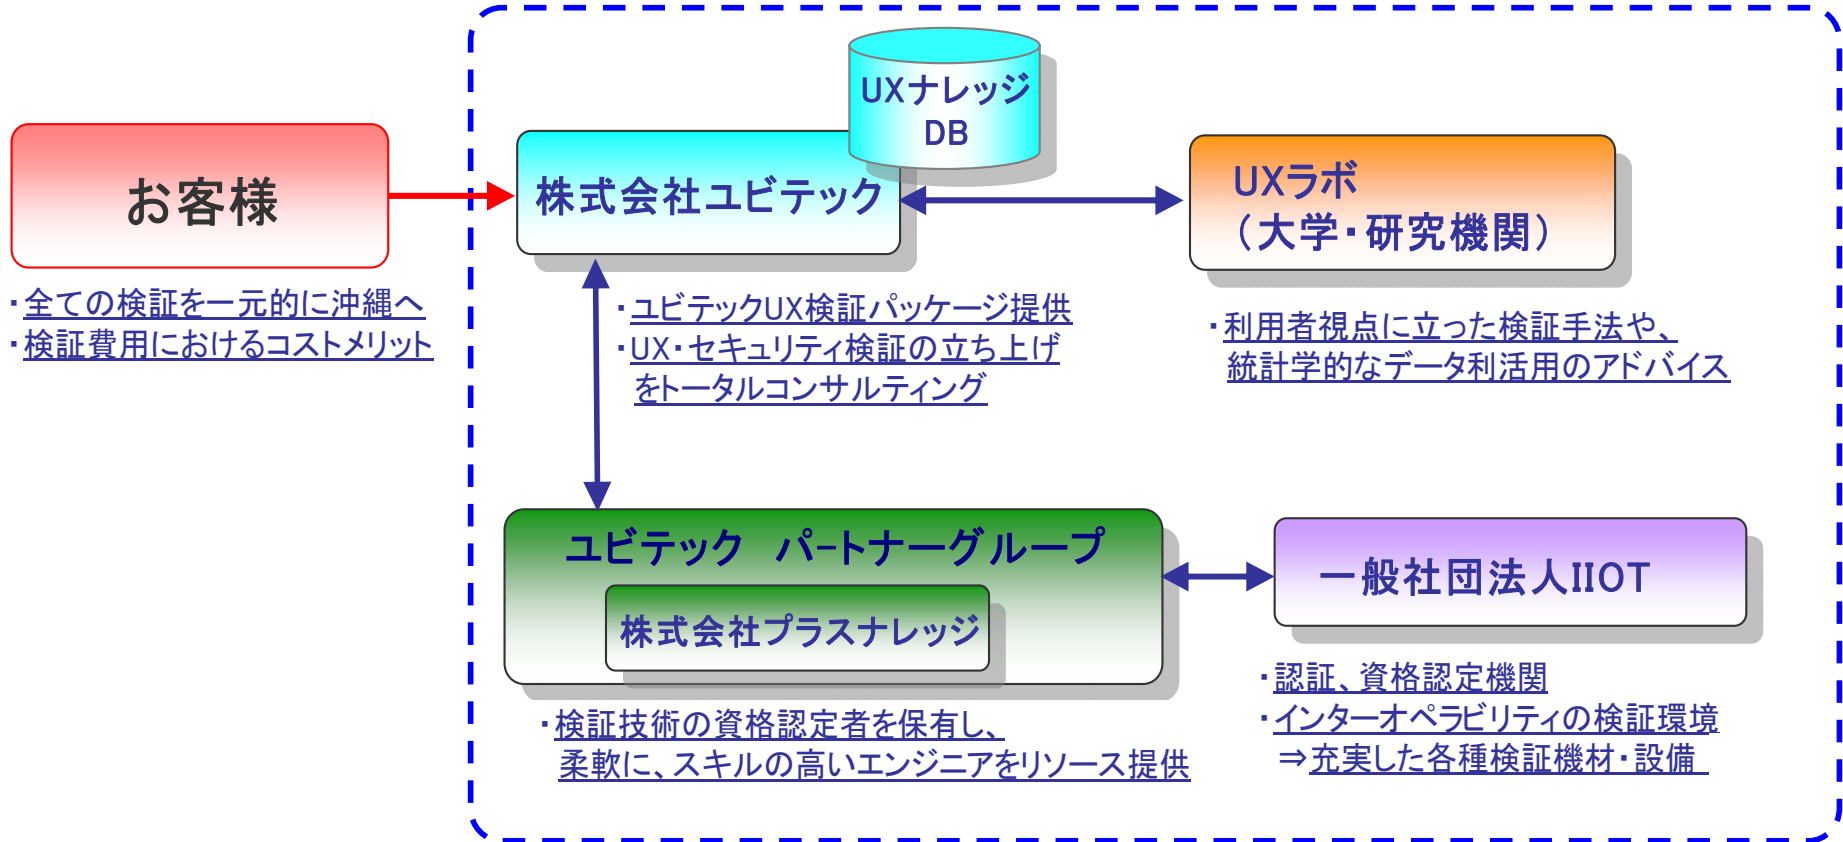 UXナレッジ
DB
お客様
株式会社ユビテック
UXラボ
（大学・研究機関）
・全ての検証を一元的に沖縄へ
・検証費用におけるコストメリット
・ユビテックUX検証パッケージ提供
・UX・セキュリティ検証の立ち上げ
をトータルコンサルティング
・利用者視点に立った検証手法や、
統計学的なデータ利活用のアドバイス
ユビテック　パートナーグループ
株式会社プラスナレッジ
一般社団法人IIOT
・検証技術の資格認定者を保有し、
柔軟に、スキルの高いエンジニアをリソース提供
・認証、資格認定機関
・インターオペラビリティの検証環境
⇒充実した各種検証機材・設備